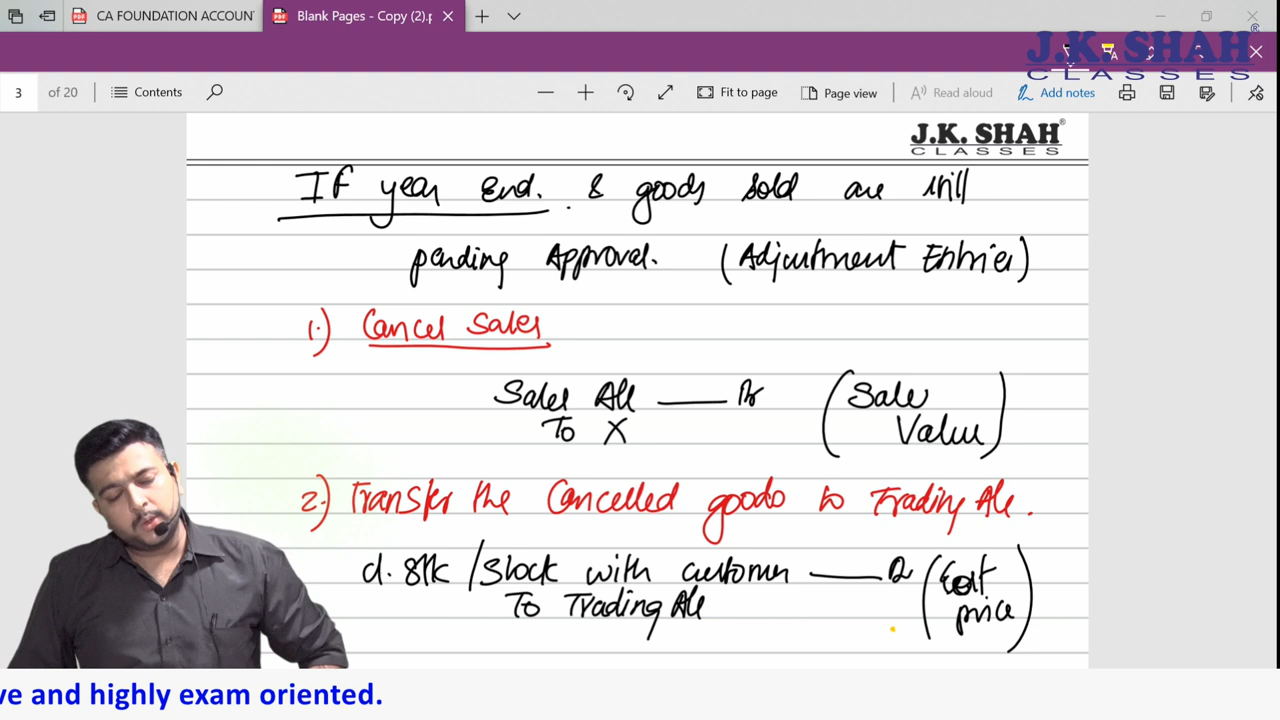 CA FOUNDATION ACCOUN
Blank Pages - Copy (2).p
J.K. SHAH®
CLASSES
3 of 20
Contents
Fit to page
Page view
Read aloud
Add notes
J.K. SHAH®
CLASSES
If year End. & goods sold are still
pending Approval. (Adjustment Entries)
1.) Cancel Sales
Sales A/c —— Dr (Sale
To X Value)
2.) Transfer the Cancelled goods to Trading A/c.
cl. Stk / Stock with customer —— Dr (Cost
To Trading A/c price)
ve and highly exam oriented.